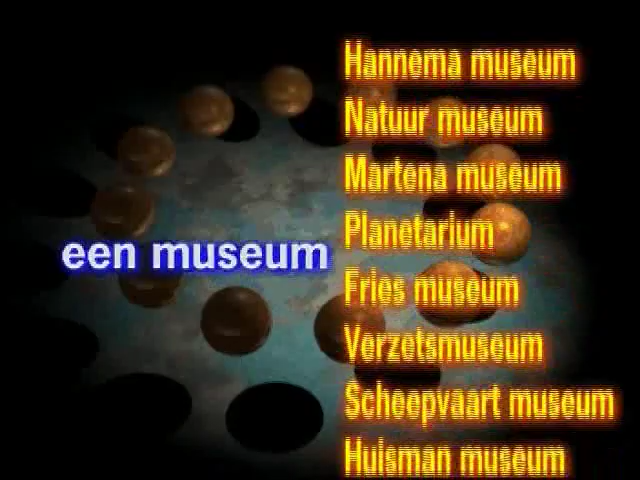 Hannema museum
Natuur museum
Martena museum
Planetarium
een museum
Fries museum
Verzetsmuseum
Scheepvaart museum
Huisman museum